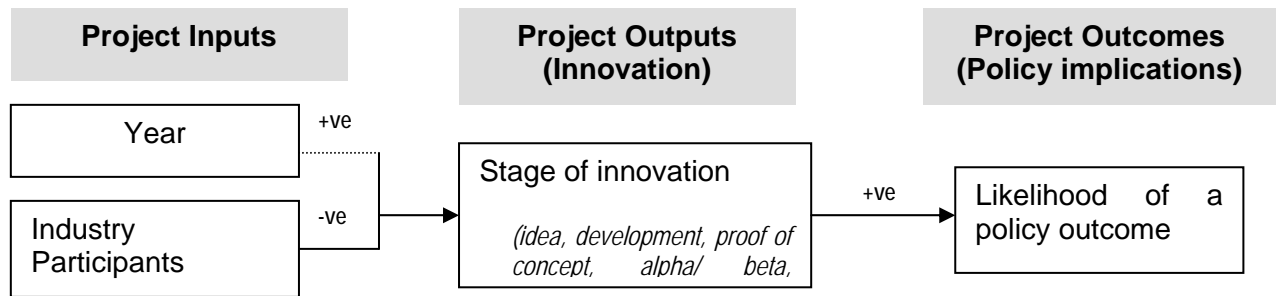 Project Inputs
Project Outputs
(Innovation)
Project Outcomes
(Policy implications)
Year
+ve
Industry
Participants
-ve
Stage of innovation
(idea, development, proof of
concept, alpha/ beta,
+ve
Likelihood of a
policy outcome